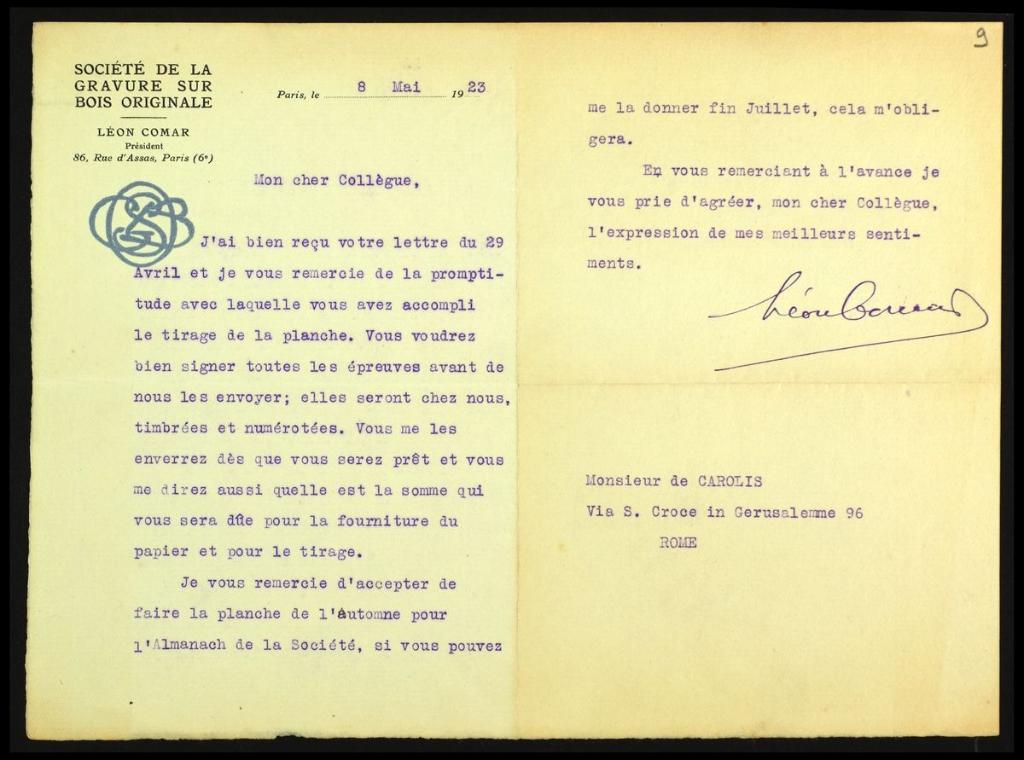 9
SOCIÉTÉ DE LA
GRAVURE SUR
BOIS ORIGINALE
LÉON COMAR
Président
86, Rue d'Assas, Paris (6e)
Paris, le 8 Mai 1923
Mon cher Collègue,
J'ai bien reçu votre lettre du 29
Avril et je vous remercie de la prompti-
tude avec laquelle vous avez accompli
le tirage de la planche. Vous voudrez
bien signer toutes les épreuves avant de
nous les envoyer; elles seront chez nous,
timbrées et numérotées. Vous me les
enverrez dès que vous serez prêt et vous
me direz aussi quelle est la somme qui
vous sera dûe pour la fourniture du
papier et pour le tirage.
Je vous remercie d'accepter de
faire la planche de l'Automne pour
l'Almanach de la Société, si vous pouvez
me la donner fin Juillet, cela m'obli-
gera.
En vous remerciant à l'avance je
vous prie d'agréer, mon cher Collègue,
l'expression de mes meilleurs senti-
ments.
Léon Comar
Monsieur de CAROLIS
Via S. Croce in Gerusalemme 96
ROME